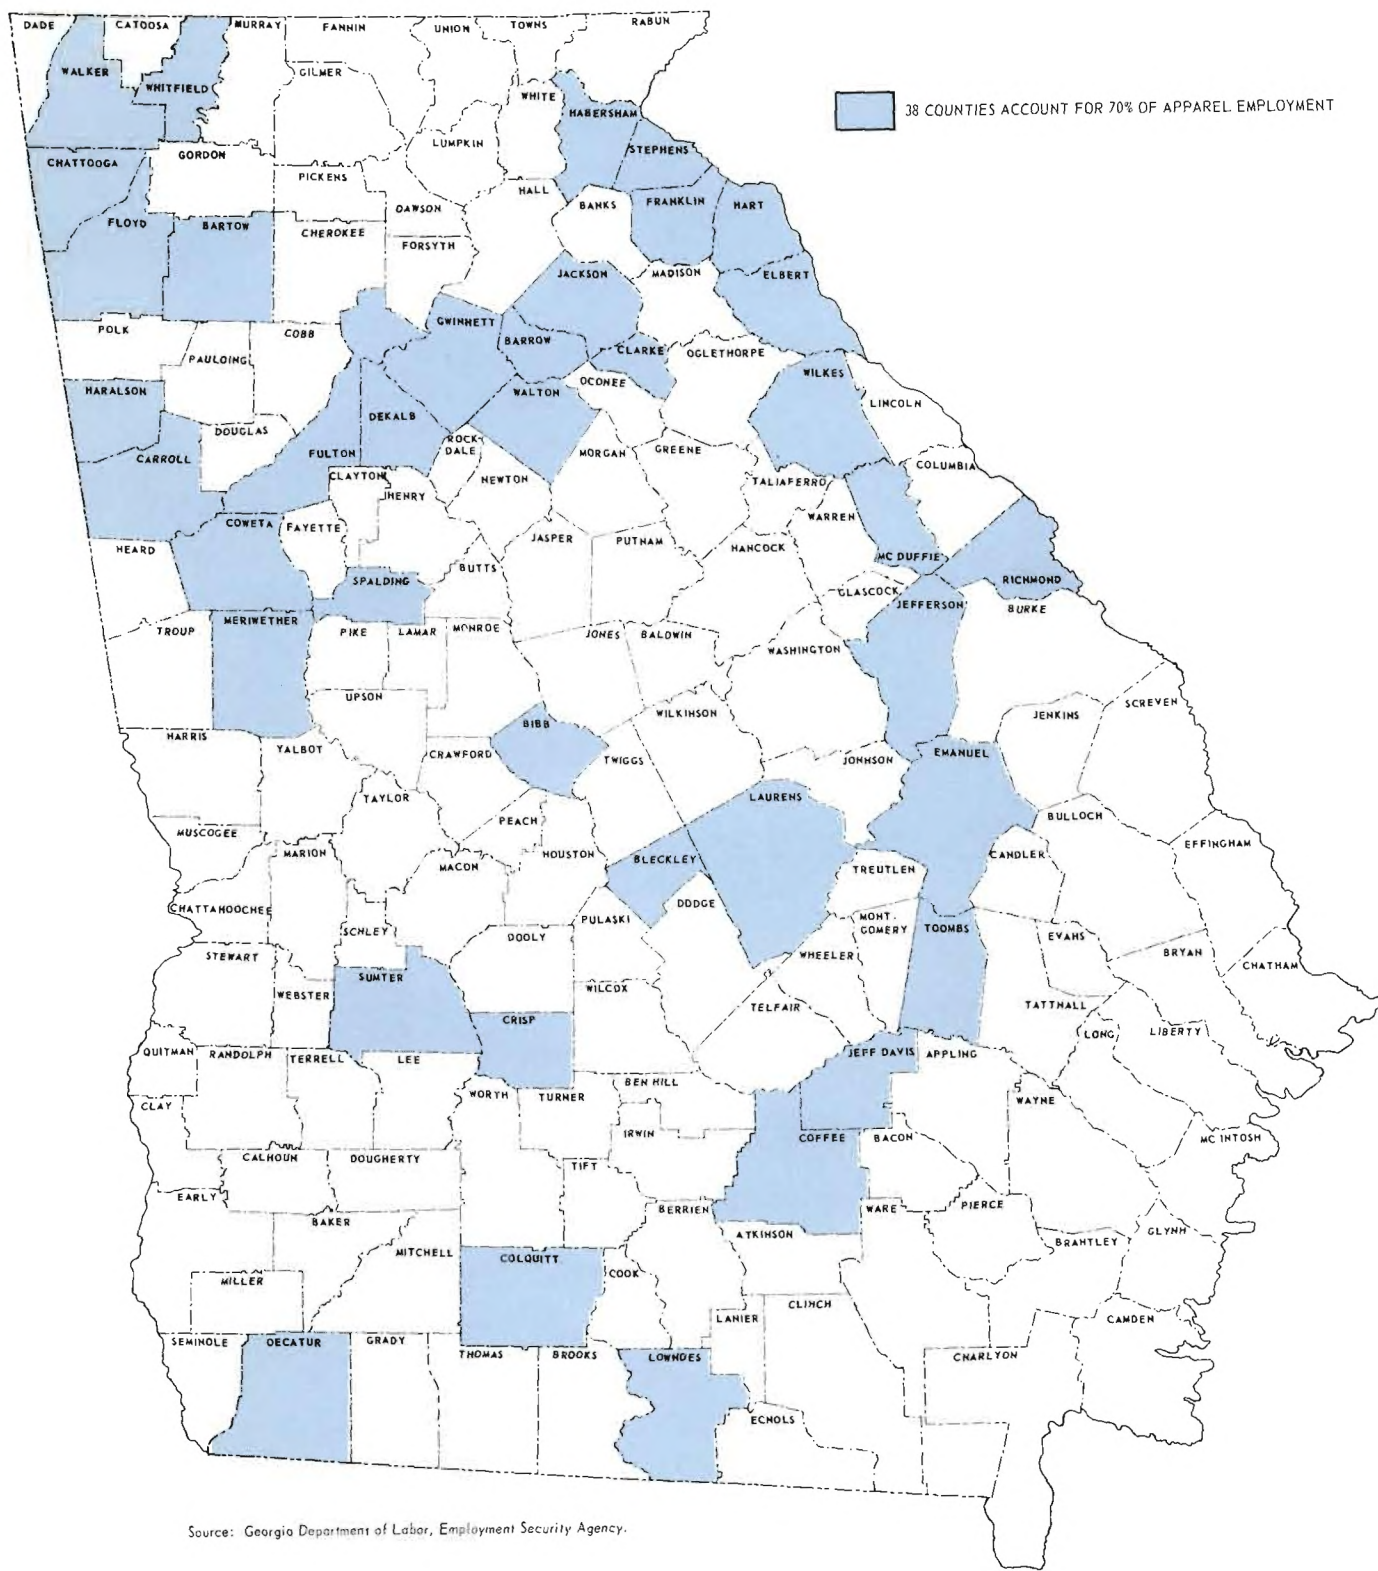 DADE
CATOOSA
MURRAY
FANNIN
UNION
TOWNS
RABUN
WALKER
WHITFIELD
GILMER
WHITE
HABERSHAM
38 COUNTIES ACCOUNT FOR 70% OF APPAREL EMPLOYMENT
CHATTOOGA
GORDON
LUMPKIN
STEPHENS
PICKENS
DAWSON
HALL
BANKS
FRANKLIN
HART
FLOYD
BARTOW
CHEROKEE
FORSYTH
JACKSON
MADISON
ELBERT
POLK
PAULDING
COBB
GWINNETT
BARROW
CLARKE
OGLETHORPE
OCONEE
WILKES
LINCOLN
HARALSON
WALTON
DEKALB
DOUGLAS
CARROLL
FULTON
ROCK-
DALE
MORGAN
GREENE
COLUMBIA
CLAYTON
HENRY
NEWTON
TALIAFERRO
WARREN
HEARD
COWETA
FAYETTE
JASPER
PUTNAM
HANCOCK
MC DUFFIE
SPALDING
BUTTS
GLASCOCK
JEFFERSON
RICHMOND
BURKE
TROUP
MERIWETHER
PIKE
LAMAR
MONROE
JONES
BALDWIN
WASHINGTON
UPSON
HARRIS
YALBOT
BIBB
CRAWFORD
TWIGGS
WILKINSON
JENKINS
SCREVEN
JOHNSON
EMANUEL
TAYLOR
PEACH
LAURENS
BULLOCH
EFFINGHAM
MUSCOGEE
MARION
MACON
HOUSTON
BLECKLEY
TREUTLEN
CANDLER
CHATTAHOOCHEE
SCHLEY
DOOLY
PULASKI
DODGE
MONT-
GOMERY
TOOMBS
EVAHS
BRYAN
CHATHAM
STEWART
WEBSTER
SUMTER
CRISP
WILCOX
WHEELER
TELFAIR
TATTHALL
LONG
LIBERTY
QUITMAN
RANDOLPH
TERRELL
LEE
WORTH
TURNER
BEN HILL
JEFF DAVIS
APPLING
WAYNE
MC INTOSH
CLAY
CALHOUN
DOUGHERTY
IRWIN
TIFT
COFFEE
BACON
EARLY
BAKER
MITCHELL
BERRIEN
ATKINSON
WARE
PIERCE
BRANTLEY
GLYNH
MILLER
COLQUITT
COOK
LANIER
CLINCH
CAMDEN
SEMINOLE
DECATUR
GRADY
THOMAS
BROOKS
LOWNDES
ECHOLS
CHARLYON
Source: Georgia Department of Labor, Employment Security Agency.